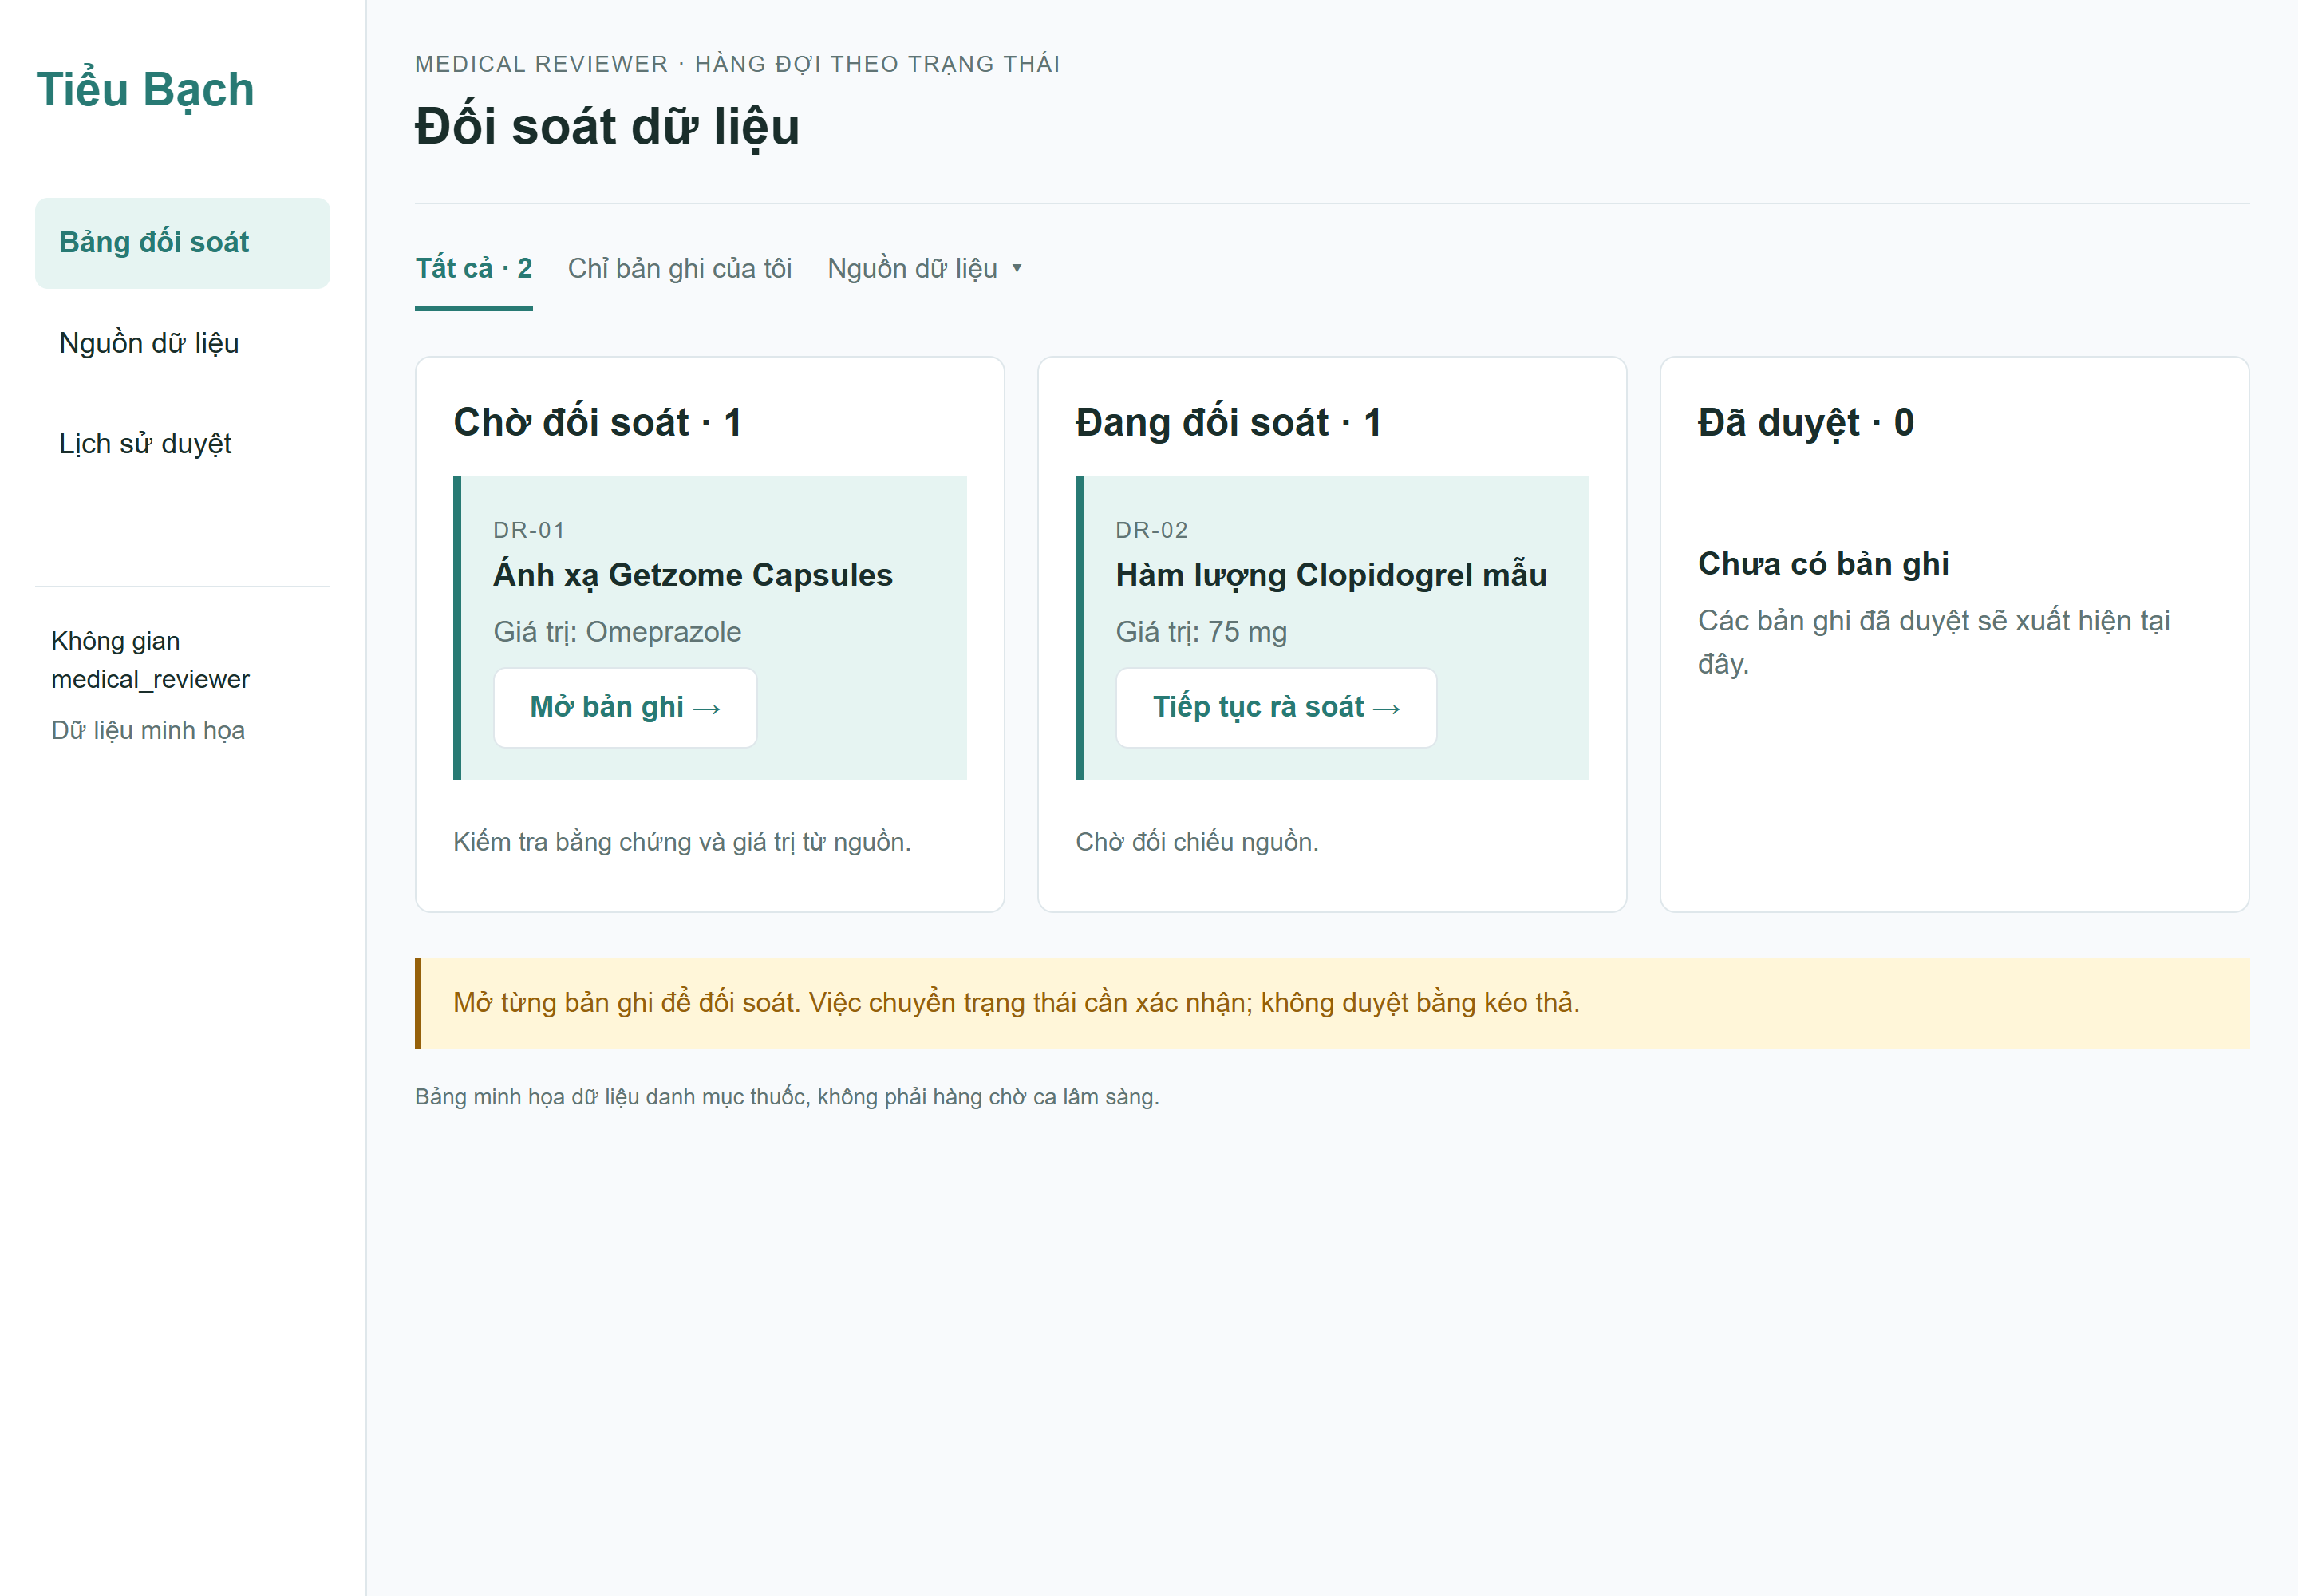 Tiểu Bạch
Bảng đối soát
Nguồn dữ liệu
Lịch sử duyệt
Không gian
medical_reviewer
Dữ liệu minh họa
MEDICAL REVIEWER · HÀNG ĐỢI THEO TRẠNG THÁI
Đối soát dữ liệu
Tất cả · 2 Chỉ bản ghi của tôi Nguồn dữ liệu ▼
Chờ đối soát · 1
DR-01
Ánh xạ Getzome Capsules
Giá trị: Omeprazole
Mở bản ghi →
Kiểm tra bằng chứng và giá trị từ nguồn.
Đang đối soát · 1
DR-02
Hàm lượng Clopidogrel mẫu
Giá trị: 75 mg
Tiếp tục rà soát →
Chờ đối chiếu nguồn.
Đã duyệt · 0
Chưa có bản ghi
Các bản ghi đã duyệt sẽ xuất hiện tại
đây.
Mở từng bản ghi để đối soát. Việc chuyển trạng thái cần xác nhận; không duyệt bằng kéo thả.
Bảng minh họa dữ liệu danh mục thuốc, không phải hàng chờ ca lâm sàng.